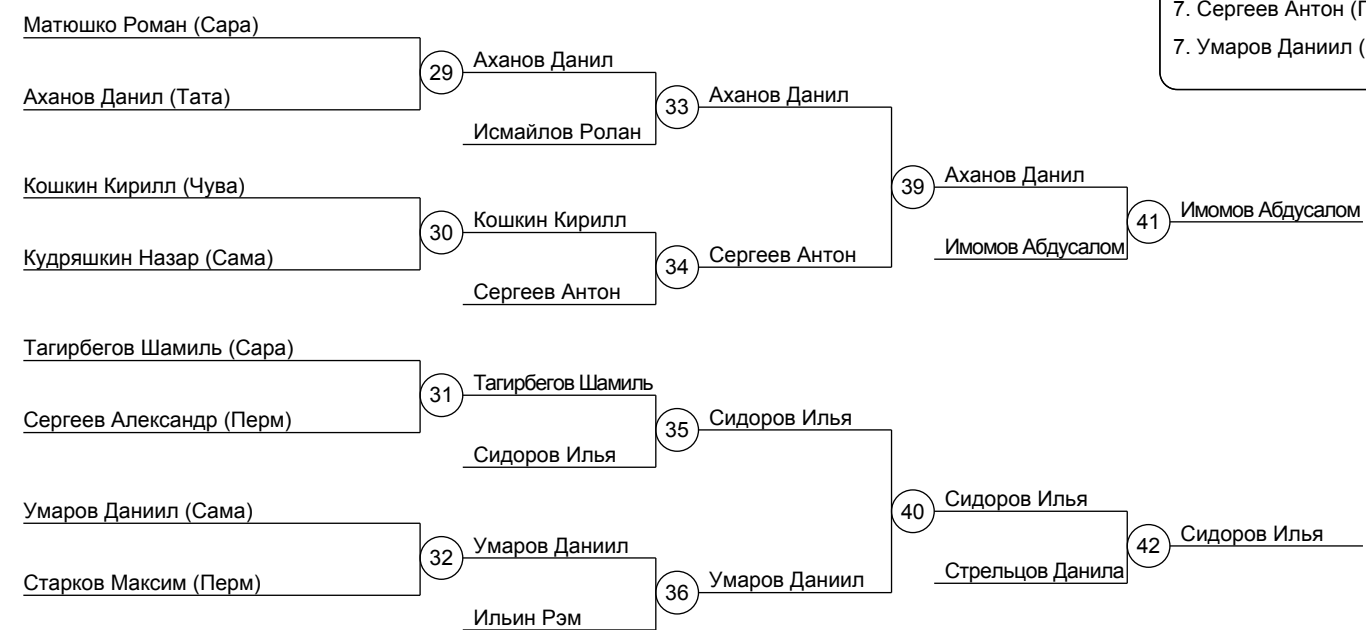 7. Сергеев Антон (
7. Умаров Даниил (
Матюшко Роман (Сара)
29
Аханов Данил
Аханов Данил (Тата)
33
Аханов Данил
Исмайлов Ролан
Кошкин Кирилл (Чува)
39
Аханов Данил
30
Кошкин Кирилл
41
Имомов Абдусалом
Кудряшкин Назар (Сама)
34
Сергеев Антон
Имомов Абдусалом
Сергеев Антон
Тагирбегов Шамиль (Сара)
31
Тагирбегов Шамиль
Сергеев Александр (Перм)
35
Сидоров Илья
Сидоров Илья
Умаров Даниил (Сама)
40
Сидоров Илья
32
Умаров Даниил
42
Сидоров Илья
Старков Максим (Перм)
36
Умаров Даниил
Стрельцов Данила
Ильин Рэм